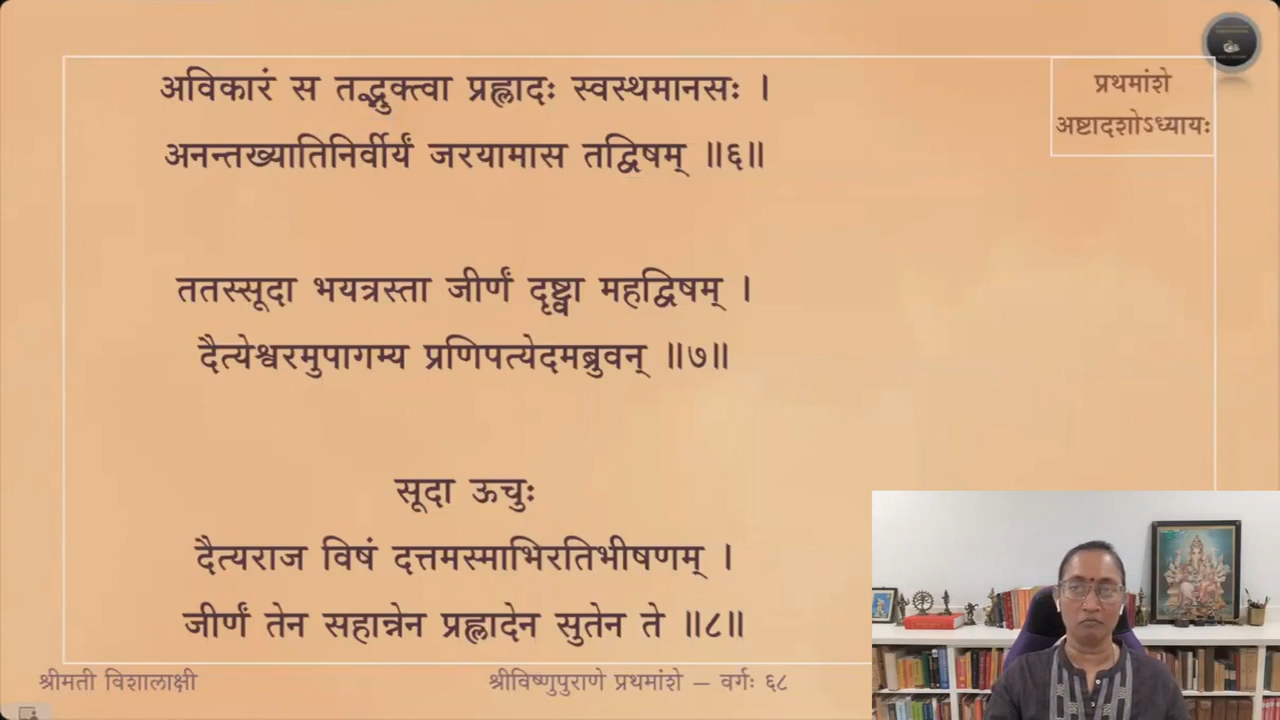 अविकारं स तद्भुक्त्वा प्रह्लादः स्वस्थमानसः ।
अनन्तख्यातिनिर्वीर्यं जरयामास तद्विषम् ॥६॥
प्रथमांशे
अष्टादशोऽध्यायः
ततस्सूदा भयत्रस्ता जीर्णं दृष्ट्वा महद्विषम् ।
दैत्येश्वरमुपागम्य प्रणिपत्येदमब्रुवन् ॥७॥
सूदा ऊचुः
दैत्यराज विषं दत्तमस्माभिरतिभीषणम् ।
जीर्णं तेन सहान्नेन प्रह्लादेन सुतेन ते ॥८॥
श्रीमती विशालाक्षी
श्रीविष्णुपुराणे प्रथमांशे – वर्गः ६८